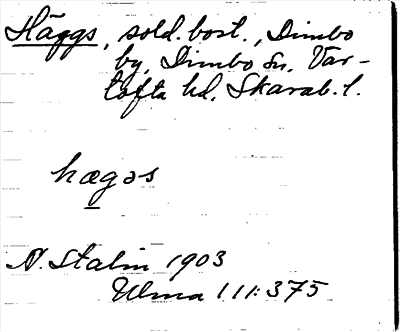 Häggs, sold. bost., Dimbo
by, Dimbo sn. Var-
tofta hd. Skarab. l.
hægəs
N. Stalin 1903
Ulma 111:375